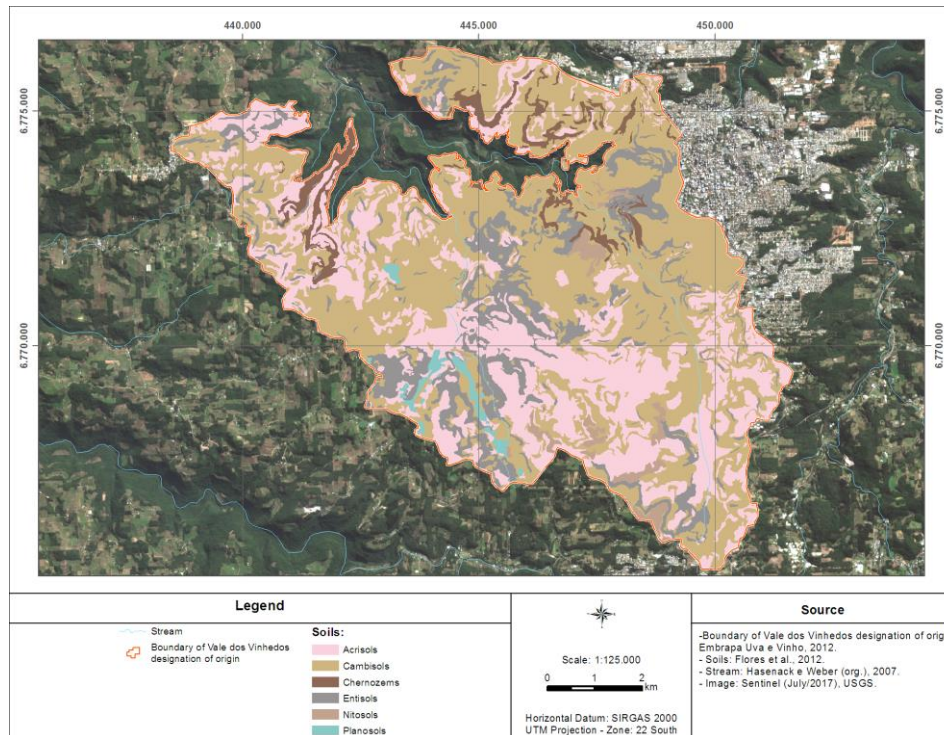 440.000 445.000 450.000
6.775.000 6.775.000
6.770.000 6.770.000
Legend
Stream
Boundary of Vale dos Vinhedos
designation of origin
Soils:
Acrisols
Cambisols
Chernozems
Entisols
Nitosols
Planosols
Scale: 1:125.000
0 1 2
km
Horizontal Datum: SIRGAS 2000
UTM Projection - Zone: 22 South
Source
-Boundary of Vale dos Vinhedos designation of orig
Embrapa Uva e Vinho, 2012.
- Soils: Flores et al., 2012.
- Stream: Hasenack e Weber (org.), 2007.
- Image: Sentinel (July/2017), USGS.